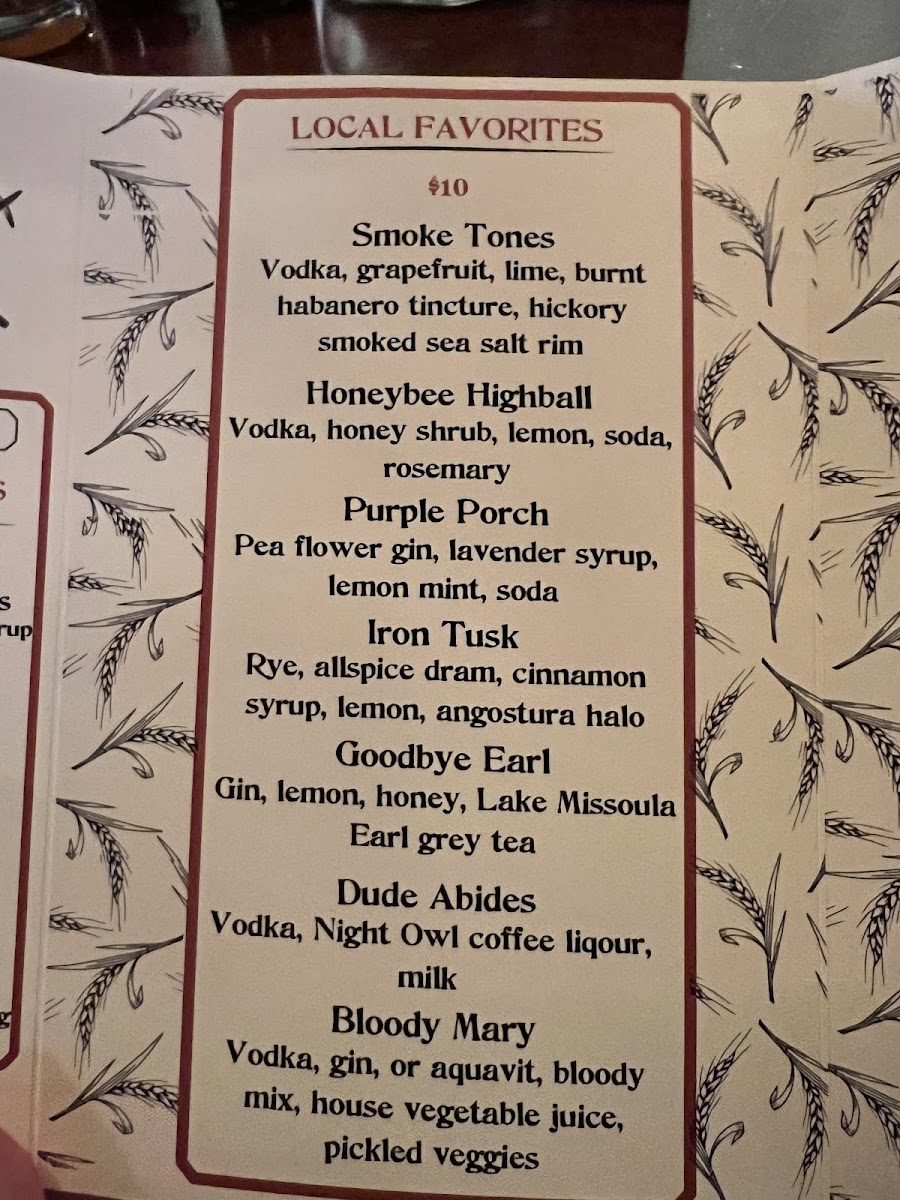 LOCAL FAVORITES
$10
Smoke Tones
Vodka, grapefruit, lime, burnt
habanero tincture, hickory
smoked sea salt rim
Honeybee Highball
Vodka, honey shrub, lemon, soda,
rosemary
Purple Porch
Pea flower gin, lavender syrup,
lemon mint, soda
Iron Tusk
Rye, allspice dram, cinnamon
syrup, lemon, angostura halo
Goodbye Earl
Gin, lemon, honey, Lake Missoula
Earl grey tea
Dude Abides
Vodka, Night Owl coffee liqour,
milk
Bloody Mary
Vodka, gin, or aquavit, bloody
mix, house vegetable juice,
pickled veggies